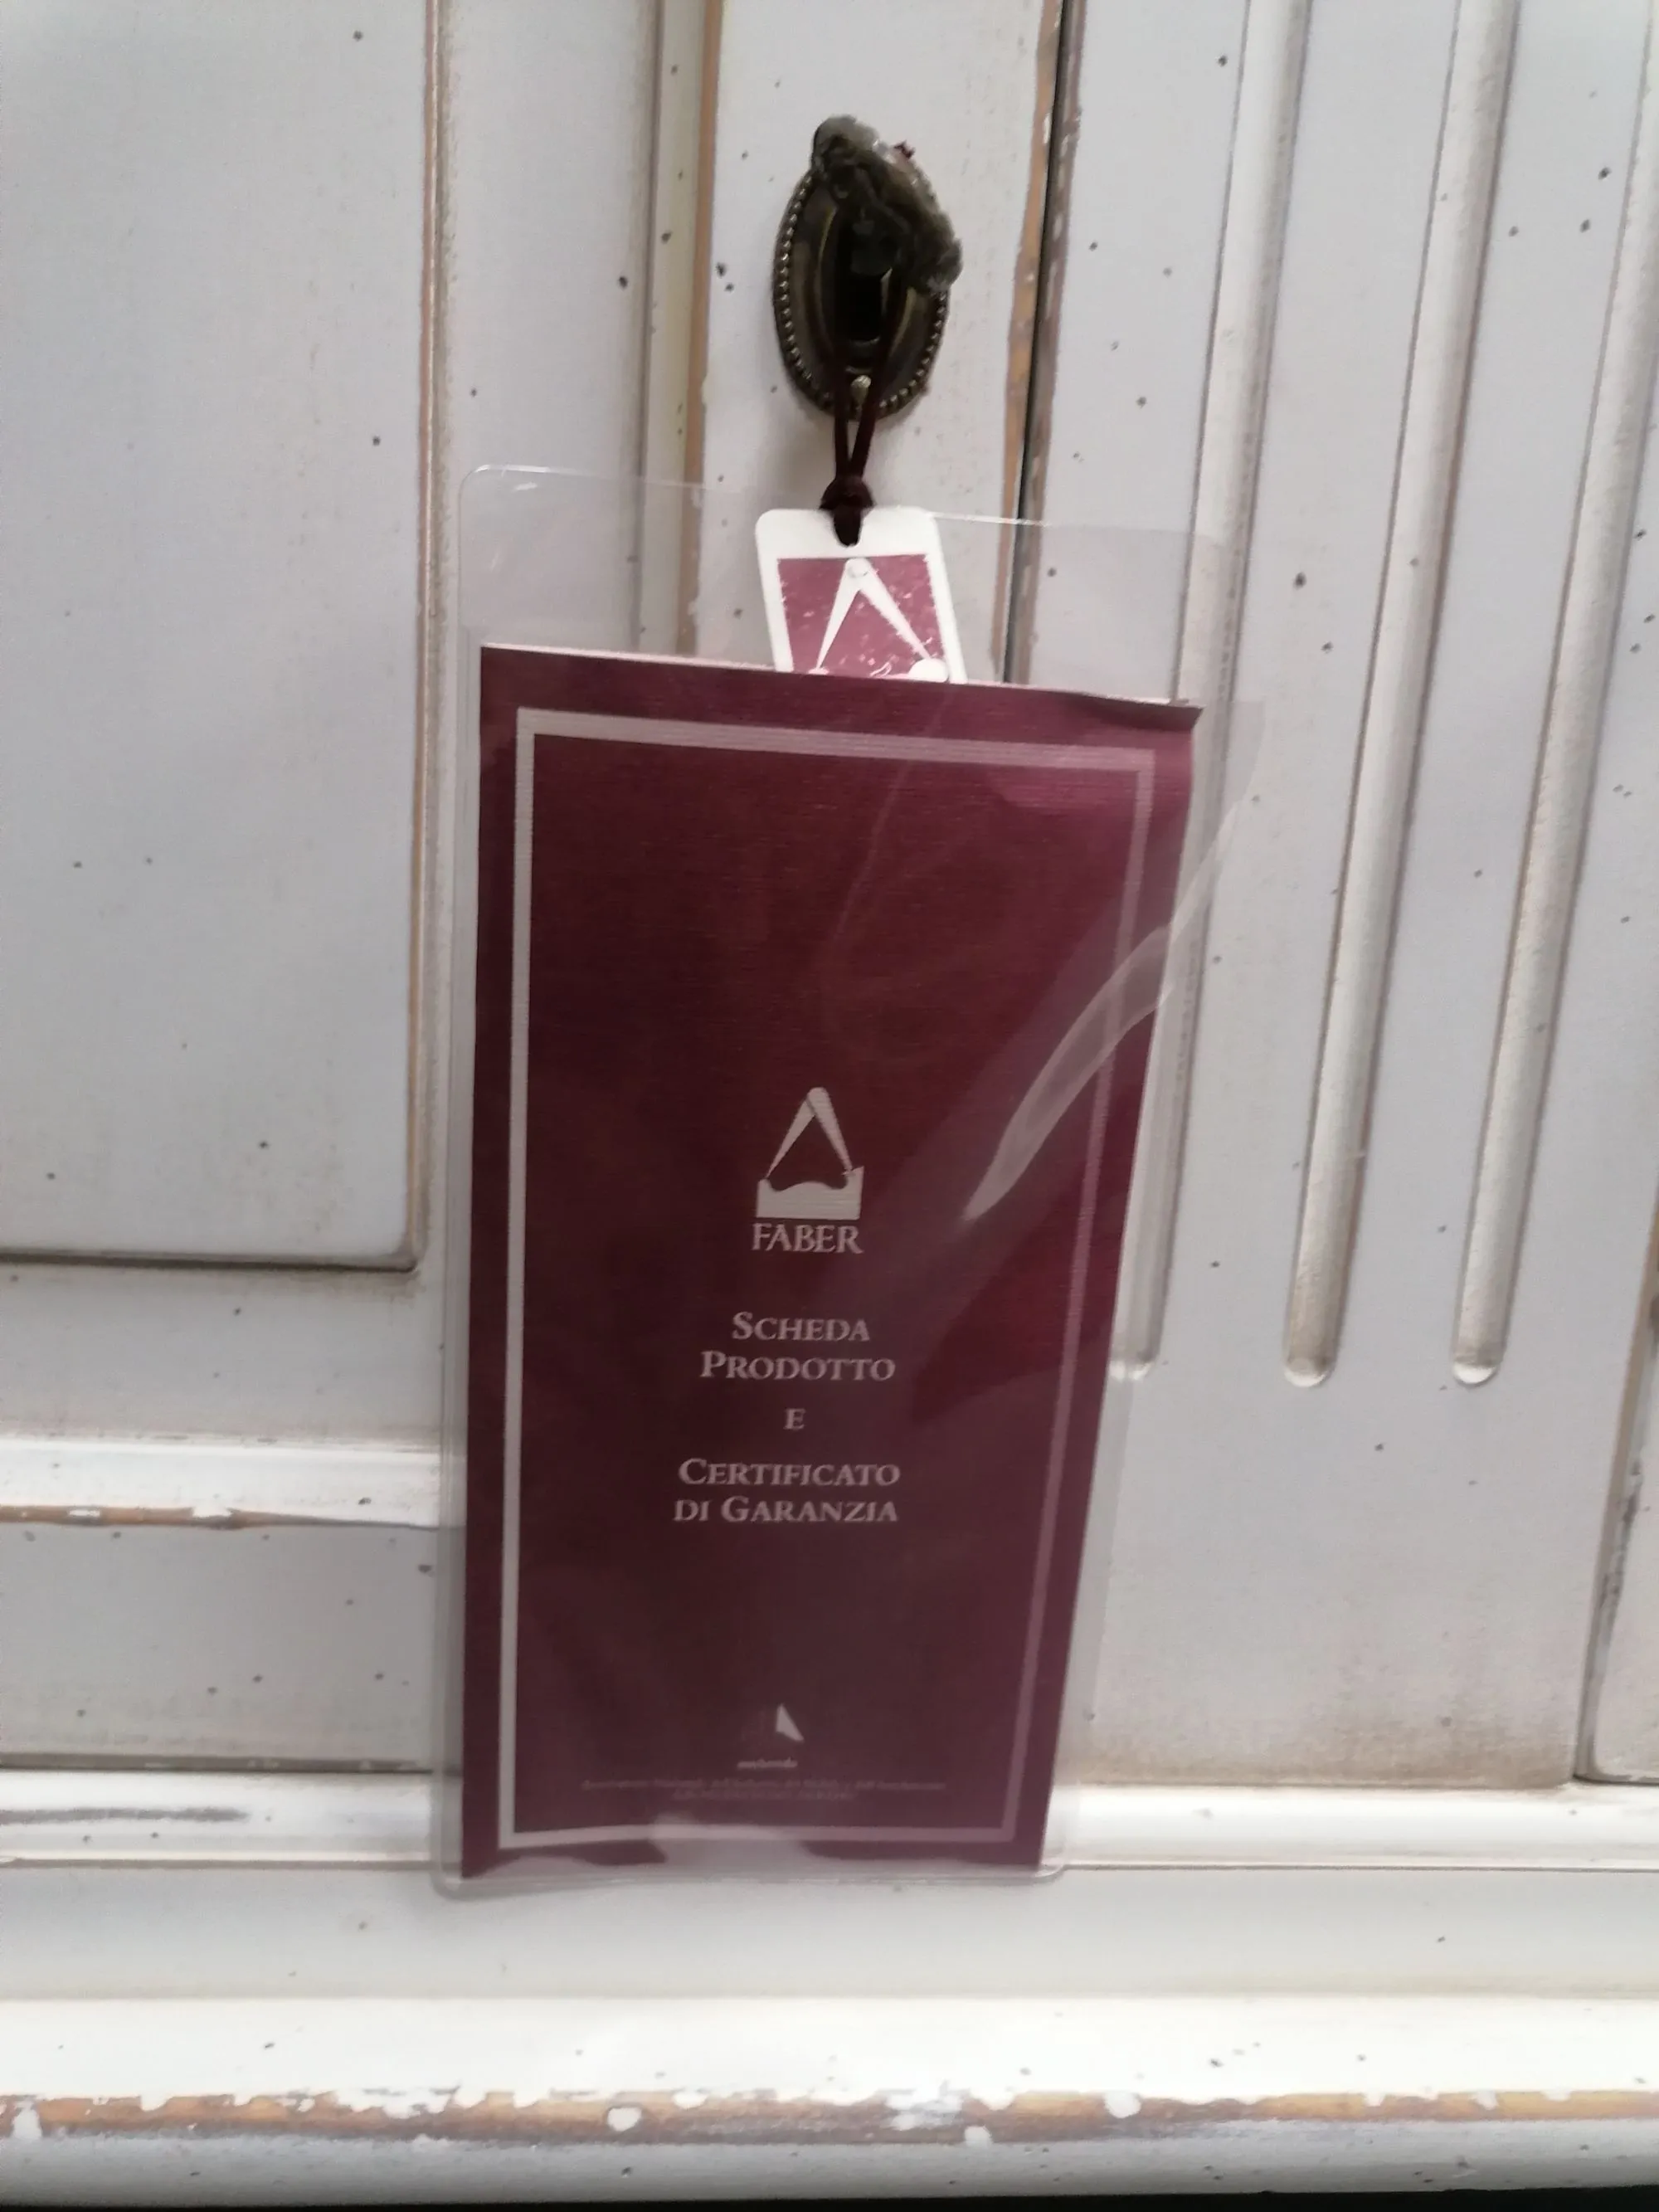 FABER
SCHEDA
PRODOTTO
E
CERTIFICATO
DI GARANZIA